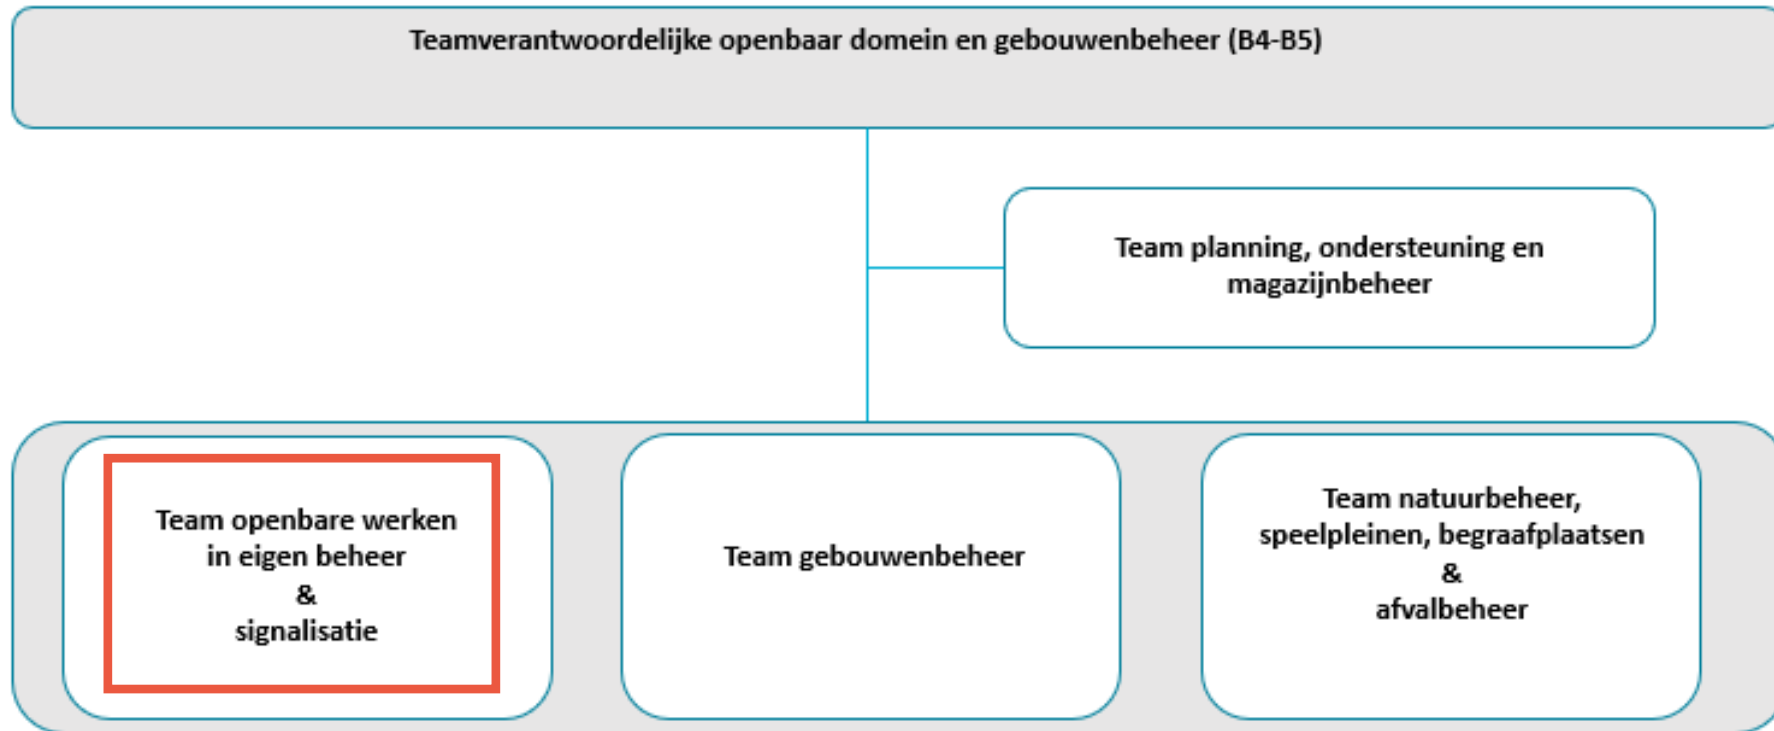 Teamverantwoordelijke openbaar domein en gebouwenbeheer (B4-B5)
Team planning, ondersteuning en
magazijnbeheer
Team openbare werken
in eigen beheer
&
signalisatie
Team gebouwenbeheer
Team natuurbeheer,
speelpleinen, begraafplaatsen
&
afvalbeheer